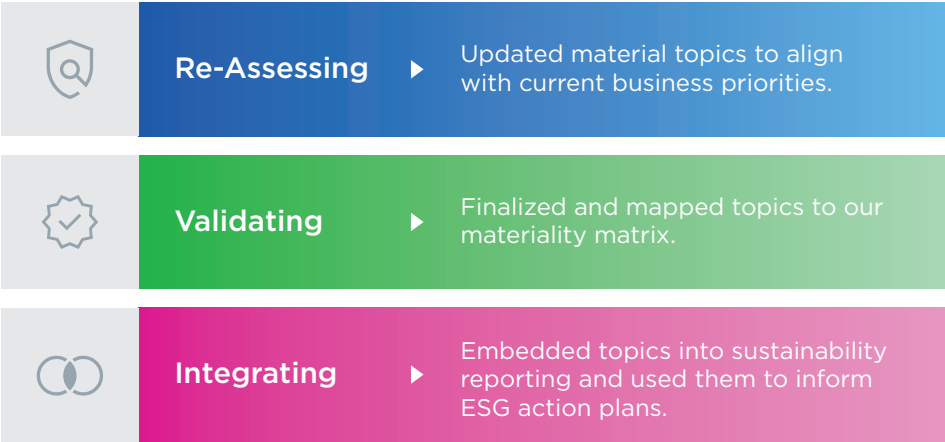 Re-Assessing
Updated material topics to align
with current business priorities.
Validating
Finalized and mapped topics to our
materiality matrix.
Integrating
Embedded topics into sustainability
reporting and used them to inform
ESG action plans.